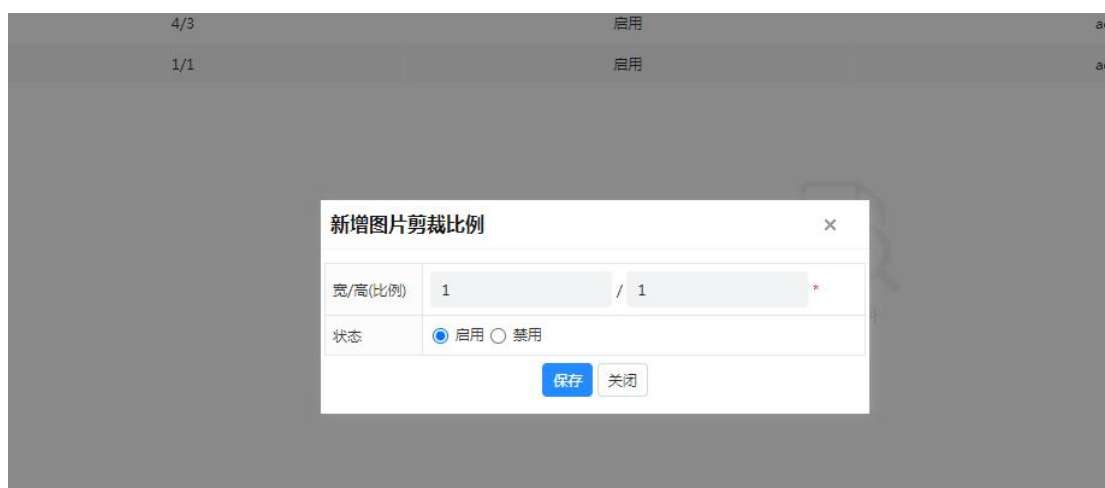 4/3 启用
1/1 启用
新增图片剪裁比例 ×
宽/高(比例) 1 / 1 *
状态 启用 禁用
保存 关闭